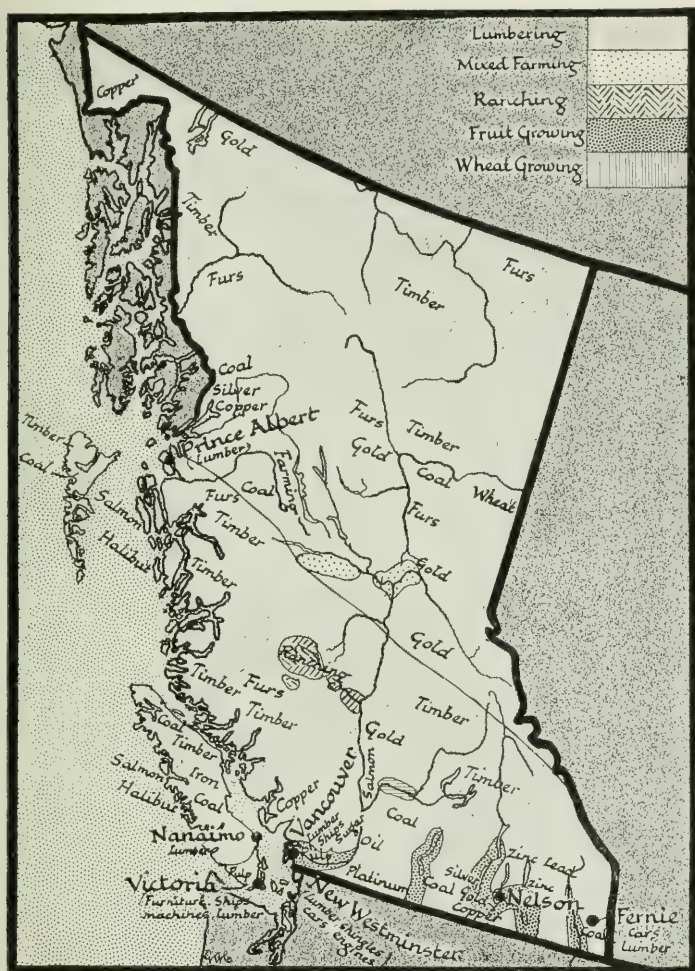 Lumbering
Mixed Farming
Ranching
Fruit Growing
Wheat Growing
Copper
Gold
Timber
Furs
Timber
Furs
Coal
Silver
Copper
Prince Albert
Lumber
Furs
Gold
Timber
Coal
Wheat
Timber
Coal
Farming
Furs
Coal
Furs
Salmon
Halibut
Timber
Timber
Gold
Gold
Ranching
Timber
Furs
Timber
Timber
Gold
Salmon
Coal
Timber
Iron
Coal
Salmon
Halibut
Copper
Timber
Coal
Oil
Vancouver
Lumber
Ships Sugar
Pulp
Nanaimo
Lumber
Pulp
Victoria
Furniture Ships
machines lumber
Platinum
Coal
Silver
Gold
Copper
Zinc Lead
Zinc
Nelson
New Westminster
Lumber Shingles
Cars engines
Coal
Fernie
Cars
Lumber